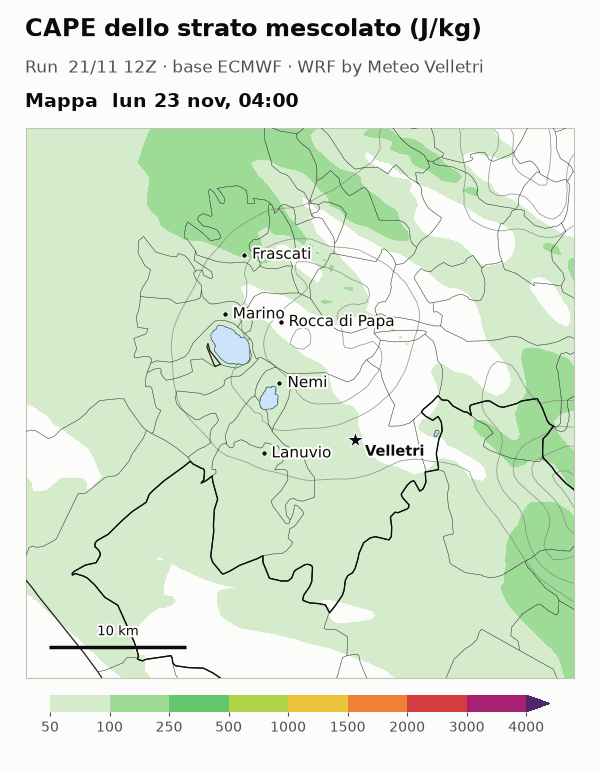 CAPE dello strato mescolato (J/kg)
Run  21/11 12Z · base ECMWF · WRF by Meteo Velletri
Mappa  lun 23 nov, 04:00
Frascati
Marino
Rocca di Papa
Nemi
Velletri
Lanuvio
10 km
50 100 250 500 1000 1500 2000 3000 4000